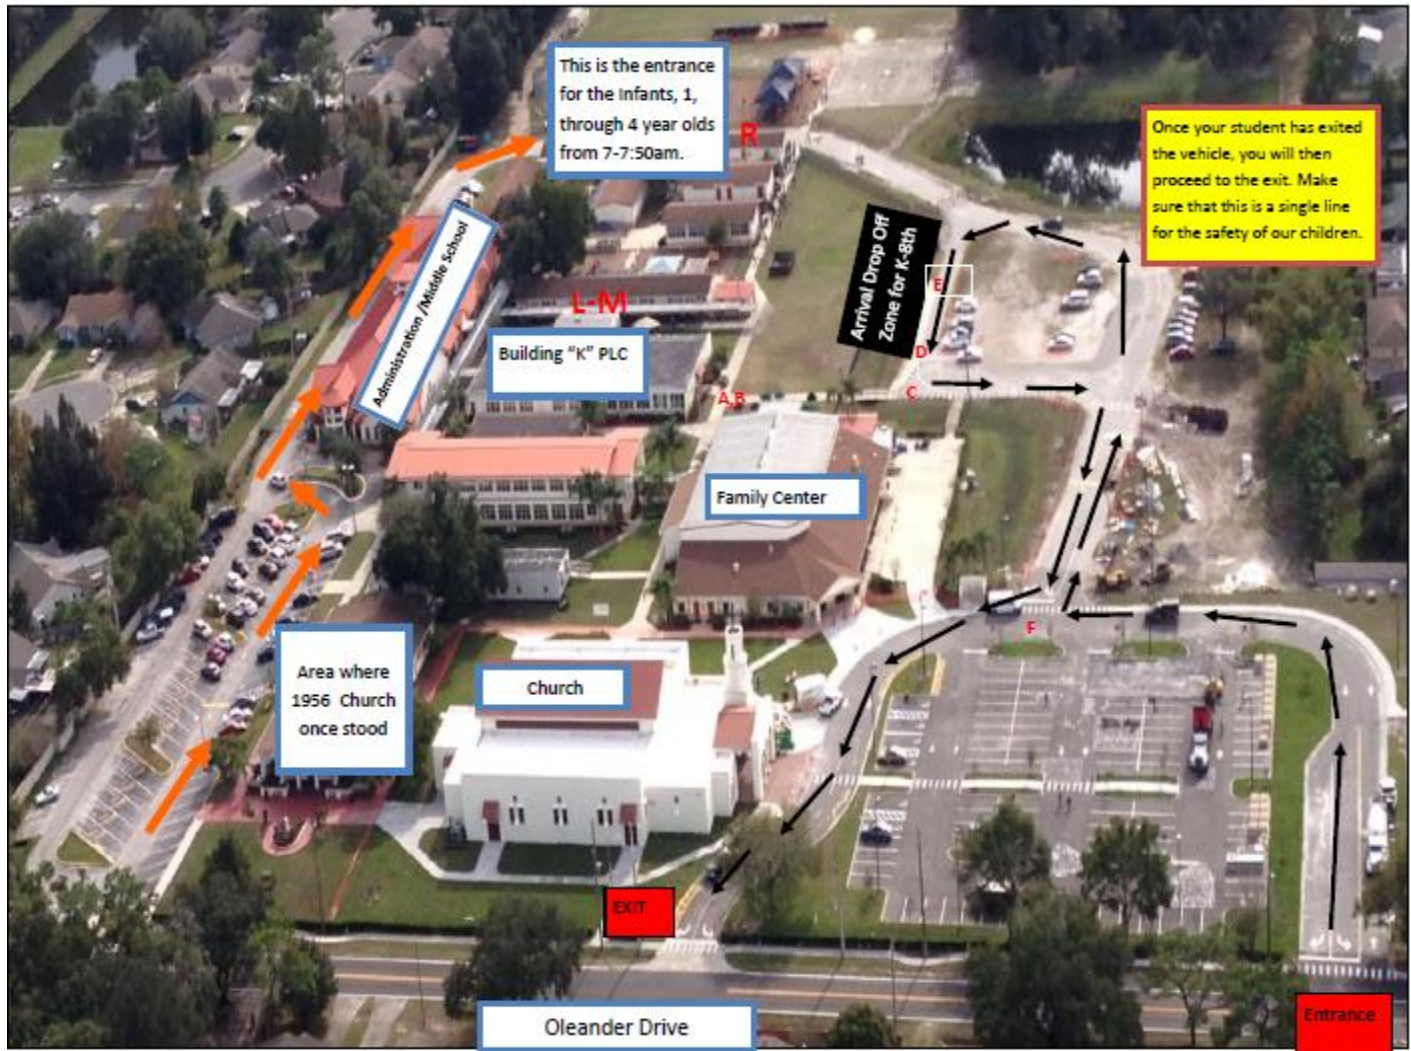 This is the entrance
for the Infants, 1,
through 4 year olds
from 7-7:50am.
R
Once your student has exited
the vehicle, you will then
proceed to the exit. Make
sure that this is a single line
for the safety of our children.
Administration /Middle School
Arrival Drop Off
Zone for K-8th
E
L-M
Building “K” PLC
D
C
A,B
Family Center
C
F
Area where
1956 Church
once stood
Church
EXIT
Oleander Drive
Entrance